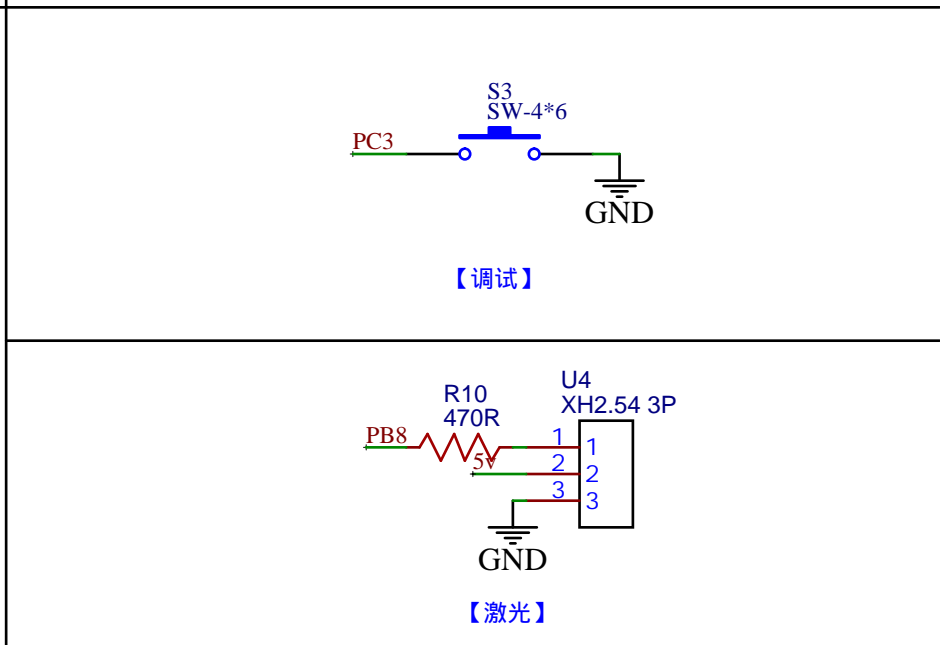 S3
SW-4*6
PC3
GND
【调试】
R10
470R
U4
XH2.54 3P
PB8
1
1
5v
2
2
3
3
GND
【激光】